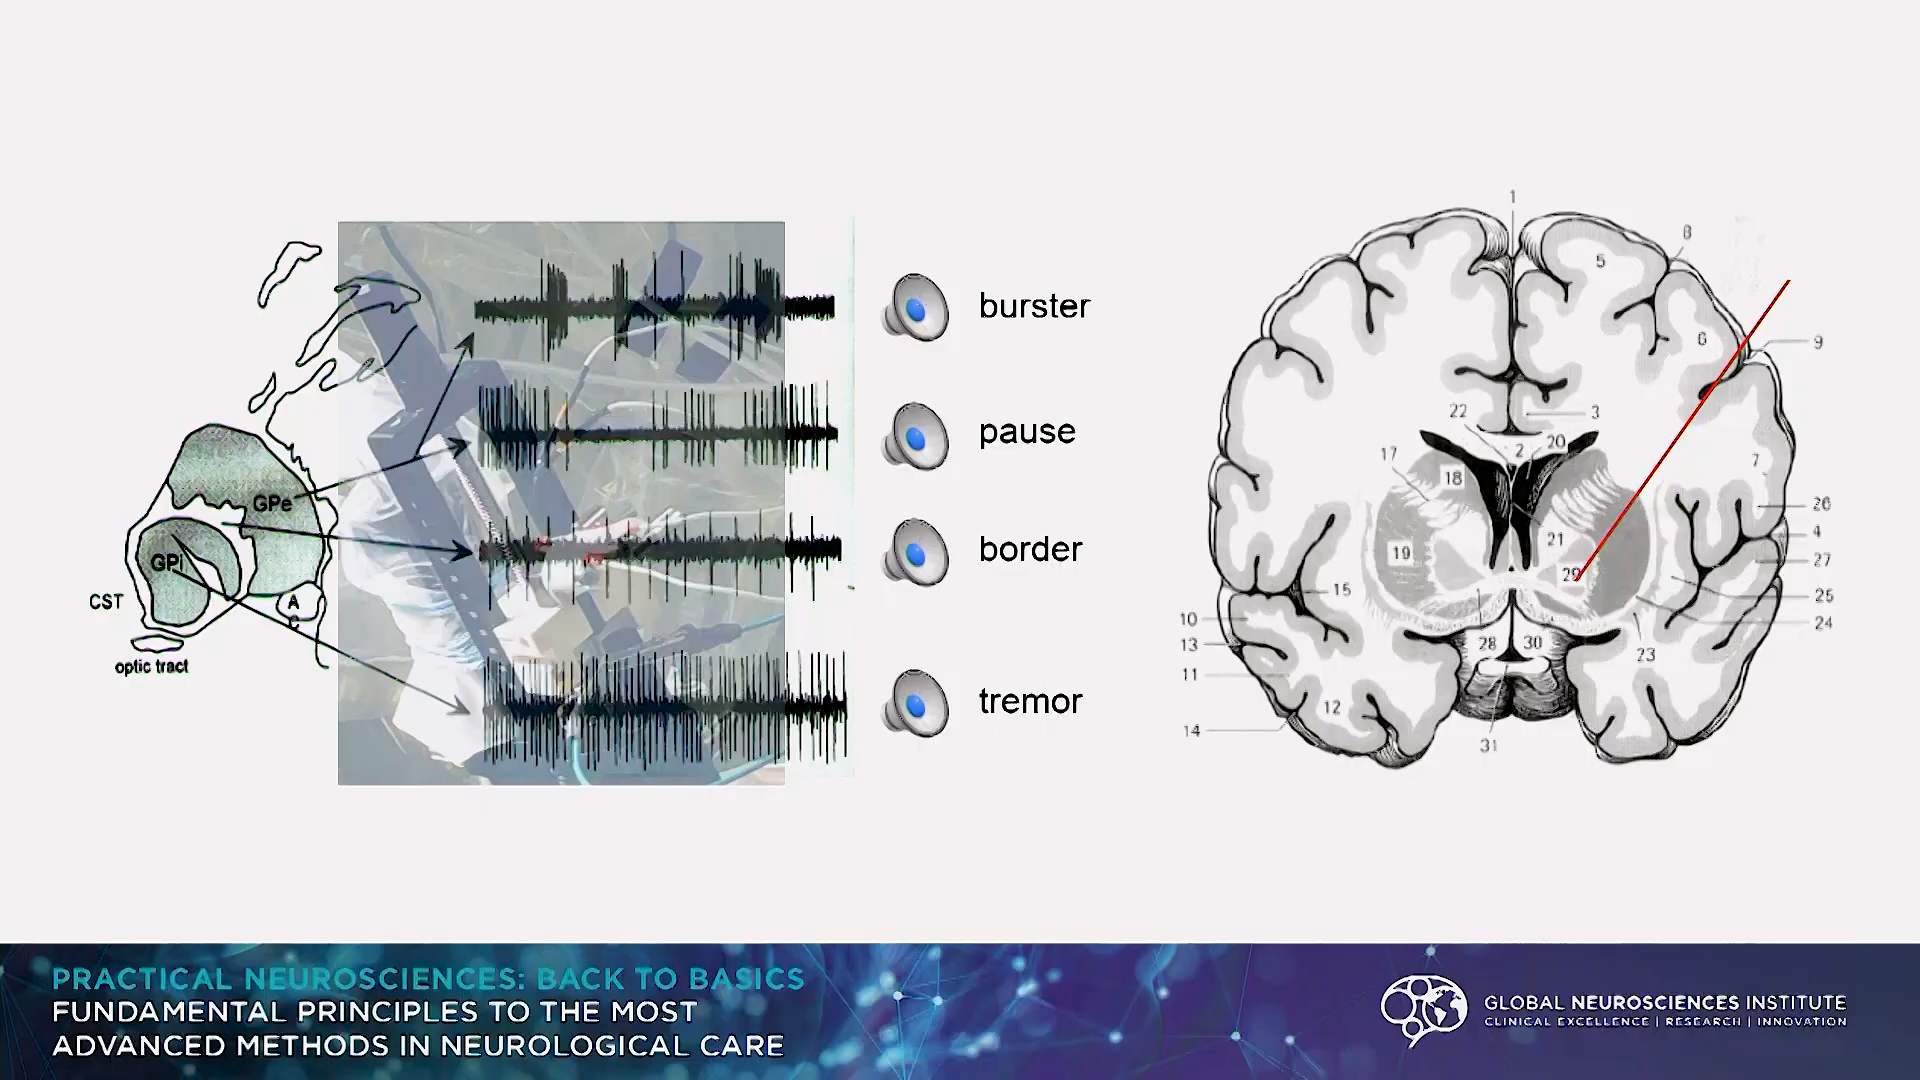 GPe
GPi
CST
A
C
optic tract
burster
pause
border
tremor
1
8
5
6
9
22
3
20
2
17
18
7
26
21
4
19
29
27
15
25
10
24
28
30
13
23
11
12
14
31
PRACTICAL NEUROSCIENCES: BACK TO BASICS
FUNDAMENTAL PRINCIPLES TO THE MOST
ADVANCED METHODS IN NEUROLOGICAL CARE
GLOBAL NEUROSCIENCES INSTITUTE
CLINICAL EXCELLENCE | RESEARCH | INNOVATION